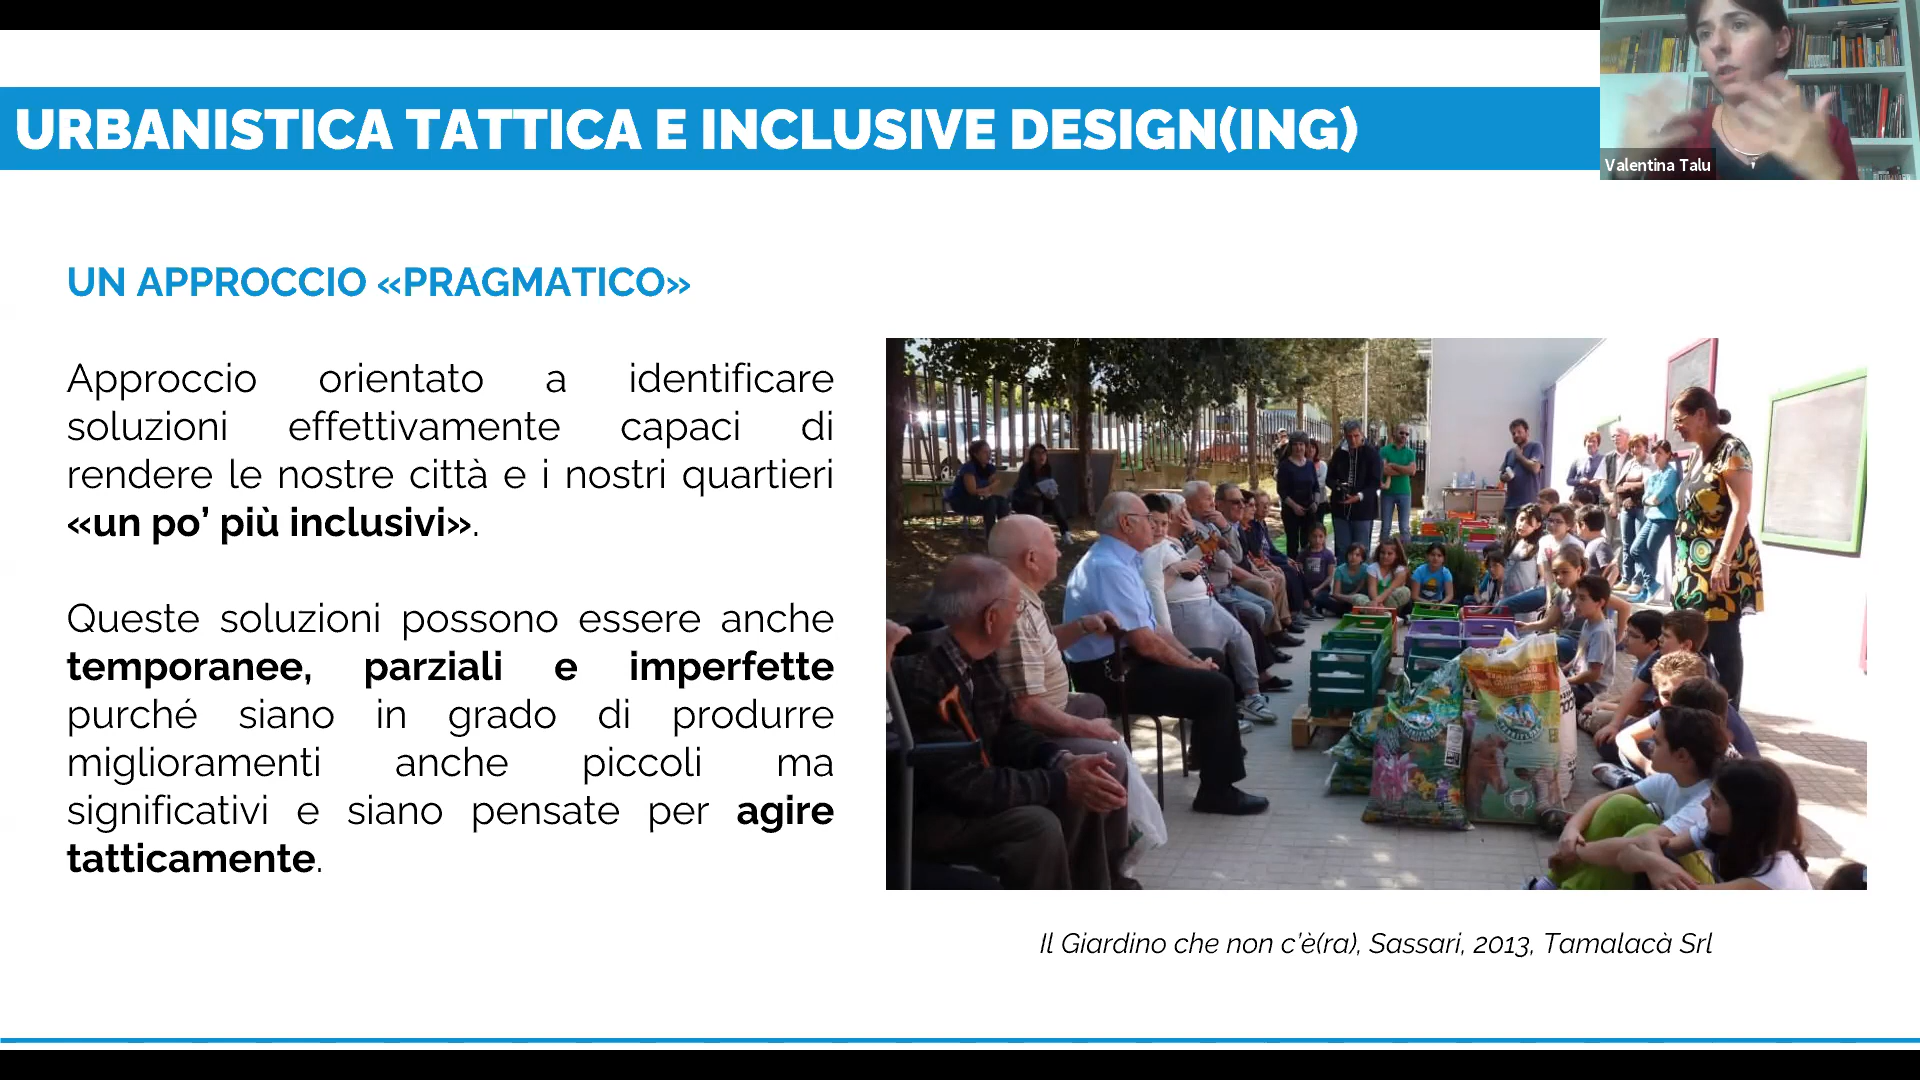 URBANISTICA TATTICA E INCLUSIVE DESIGN(ING)
Valentina Talu
UN APPROCCIO «PRAGMATICO»
Approccio orientato a identificare
soluzioni effettivamente capaci di
rendere le nostre città e i nostri quartieri
«un po’ più inclusivi».
Queste soluzioni possono essere anche
temporanee, parziali e imperfette
purché siano in grado di produrre
miglioramenti anche piccoli ma
significativi e siano pensate per agire
tatticamente.
Il Giardino che non c’è(ra), Sassari, 2013, Tamalacà Srl